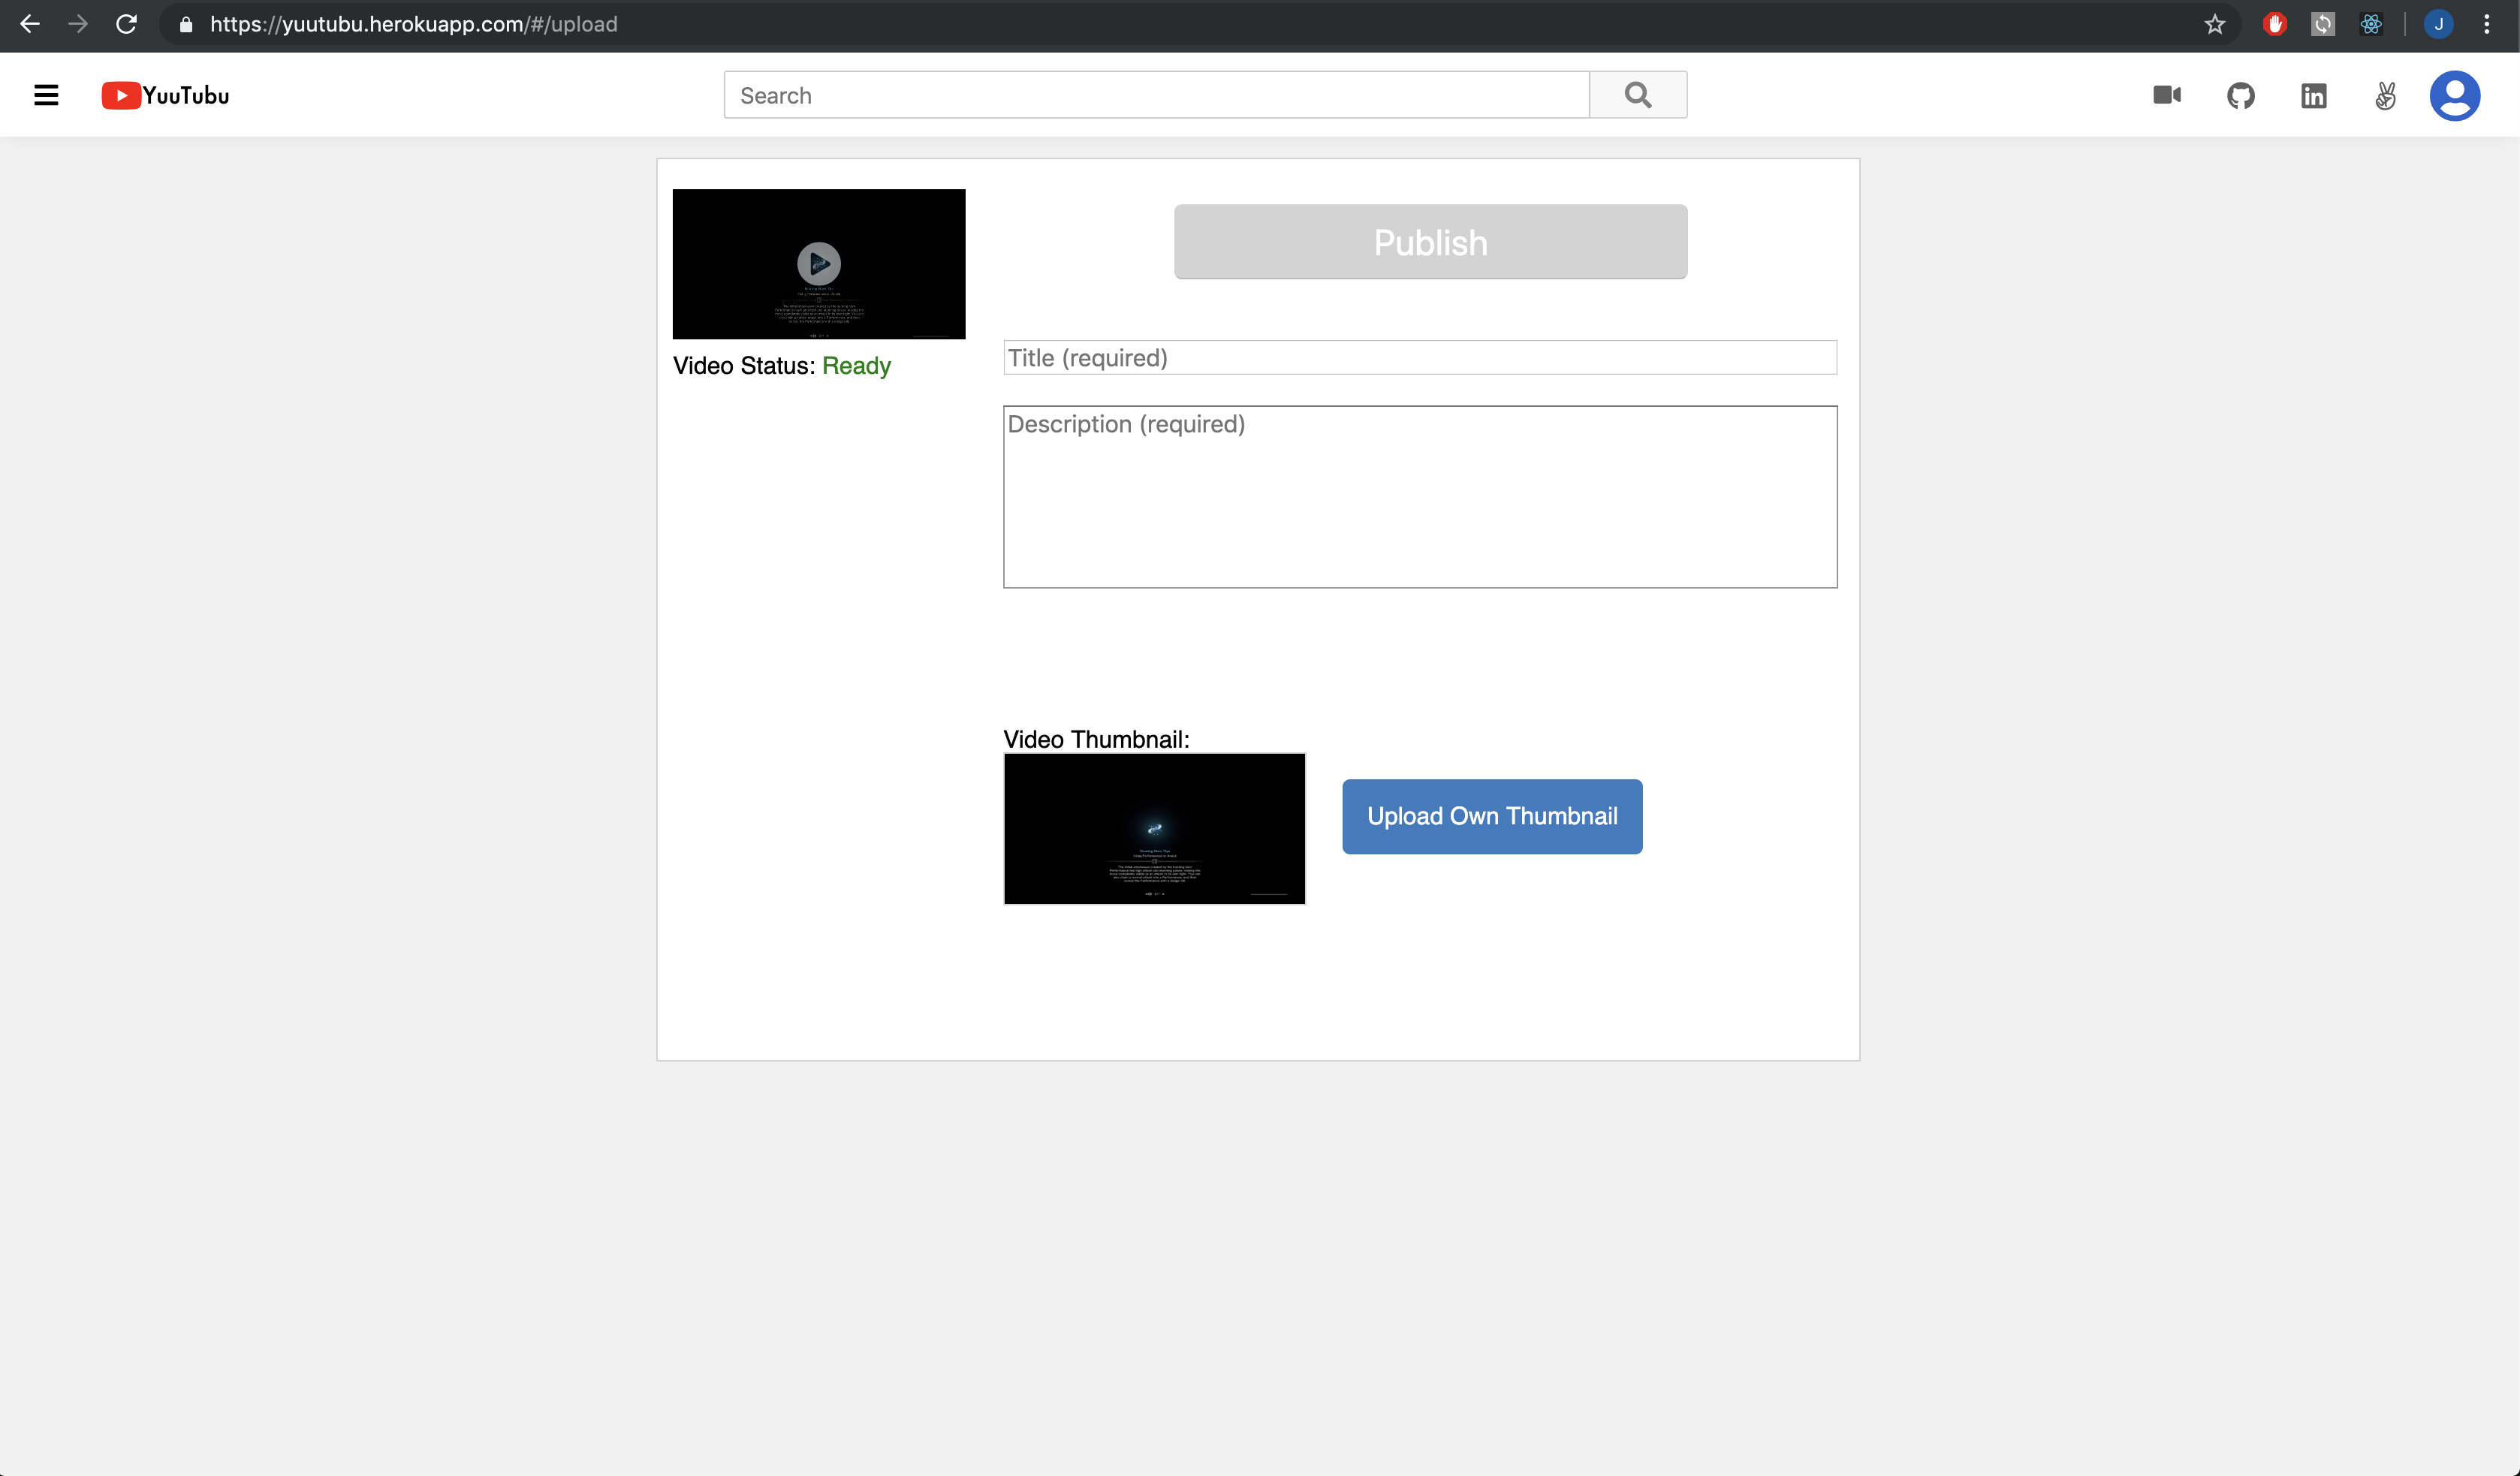 https://yuutubu.herokuapp.com/#/upload
J
YuuTubu
Search
in
Publish
Video Status: Ready
Title (required)
Description (required)
Video Thumbnail:
Upload Own Thumbnail